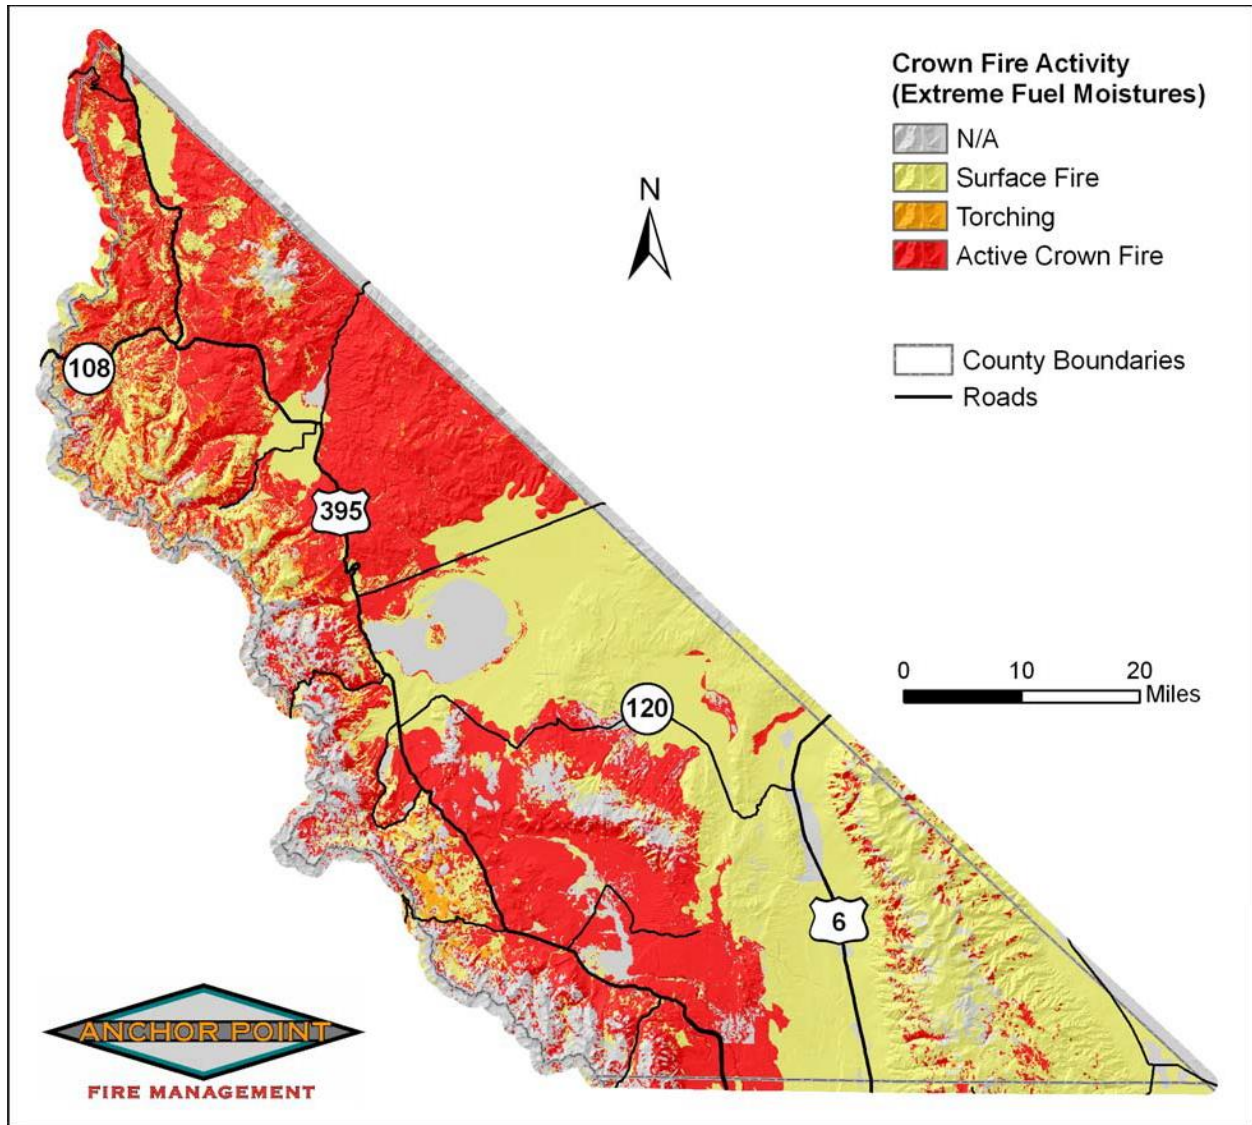 Crown Fire Activity
(Extreme Fuel Moistures)
N/A
Surface Fire
Torching
Active Crown Fire
N
County Boundaries
Roads
108
395
0 10 20
Miles
120
6
ANCHOR POINT
FIRE MANAGEMENT